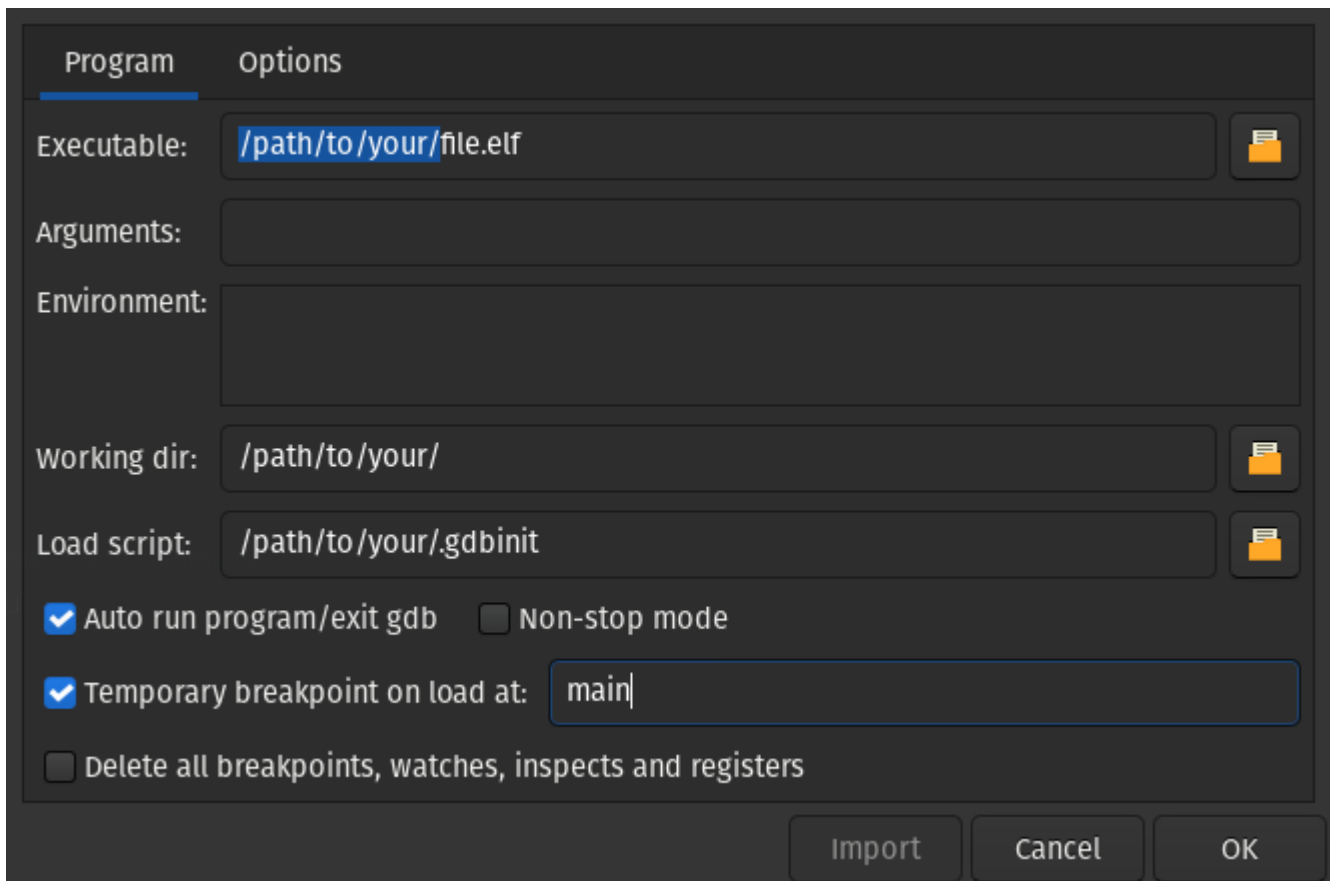 Program Options
Executable: /path/to/your/file.elf
Arguments:
Environment:
Working dir: /path/to/your/
Load script: /path/to/your/.gdbinit
Auto run program/exit gdb Non-stop mode
Temporary breakpoint on load at: main
Delete all breakpoints, watches, inspects and registers
Import Cancel OK